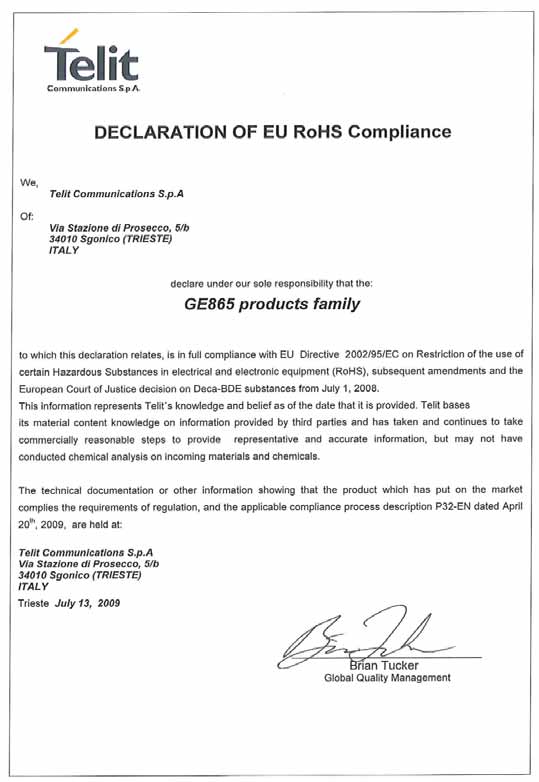 Telit
Communications S.p.A.
DECLARATION OF EU RoHS Compliance
We,
Telit Communications S.p.A
Of:
Via Stazione di Prosecco, 5/b
34010 Sgonico (TRIESTE)
ITALY
declare under our sole responsibility that the:
GE865 products family
to which this declaration relates, is in full compliance with EU Directive 2002/95/EC on Restriction of the use of
certain Hazardous Substances in electrical and electronic equipment (RoHS), subsequent amendments and the
European Court of Justice decision on Deca-BDE substances from July 1, 2008.
This information represents Telit's knowledge and belief as of the date that it is provided. Telit bases
its material content knowledge on information provided by third parties and has taken and continues to take
commercially reasonable steps to provide representative and accurate information, but may not have
conducted chemical analysis on incoming materials and chemicals.
The technical documentation or other information showing that the product which has put on the market
complies the requirements of regulation, and the applicable compliance process description P32-EN dated April
20th, 2009, are held at:
Telit Communications S.p.A
Via Stazione di Prosecco, 5/b
34010 Sgonico (TRIESTE)
ITALY
Trieste July 13, 2009
Brian Tucker
Global Quality Management